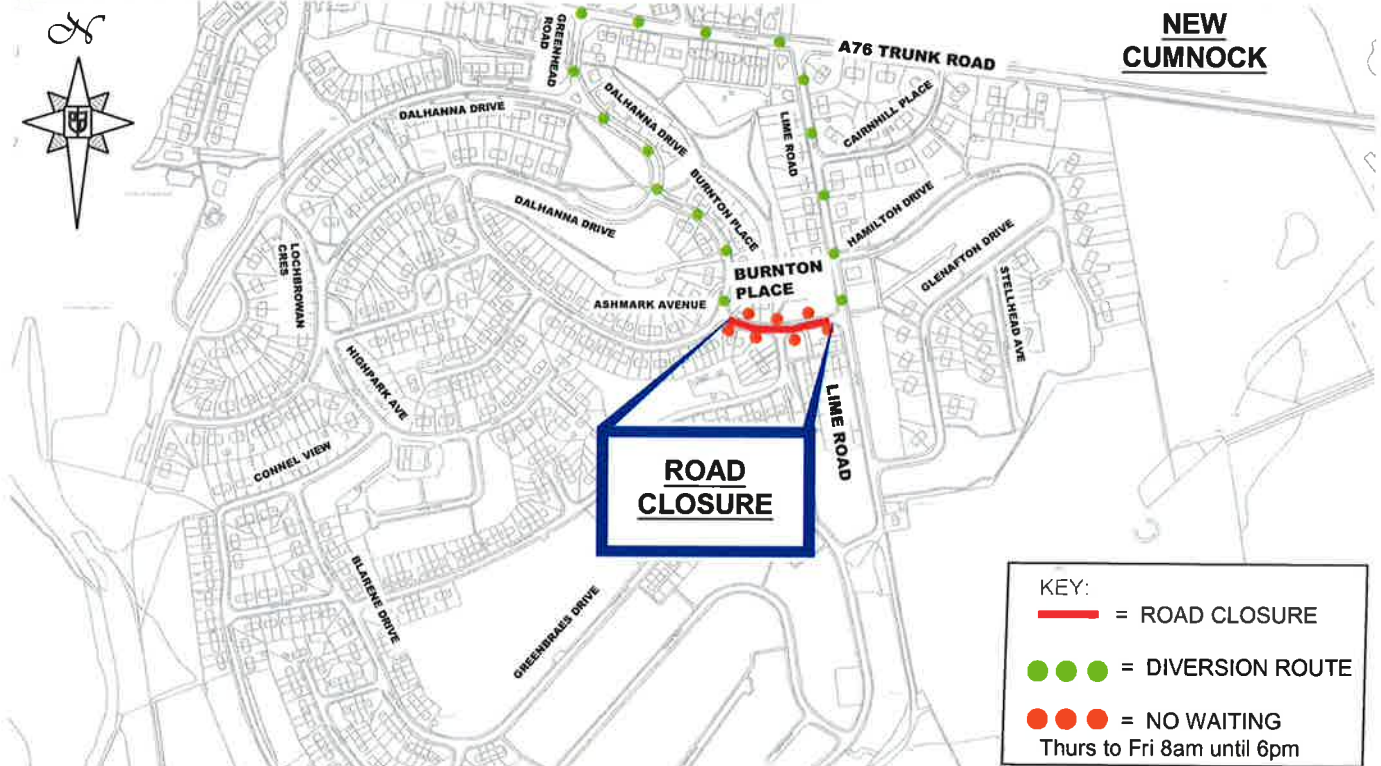 N
NEW
CUMNOCK
GREENHEAD
ROAD
A76 TRUNK ROAD
DALHANNA DRIVE
DALHANNA DRIVE
LIME ROAD
CAIRNHILL PLACE
BURNTON PLACE
DALHANNA DRIVE
HAMILTON DRIVE
GLENAFTON DRIVE
LOCHBROWAN
CRES
BURNTON
PLACE
STELLHEAD AVE
ASHMARK AVENUE
HIGHPARK AVE
LIME ROAD
CONNEL VIEW
ROAD
CLOSURE
BLARENE DRIVE
GREENBRAES DRIVE
KEY:
= ROAD CLOSURE
= DIVERSION ROUTE
= NO WAITING
Thurs to Fri 8am until 6pm